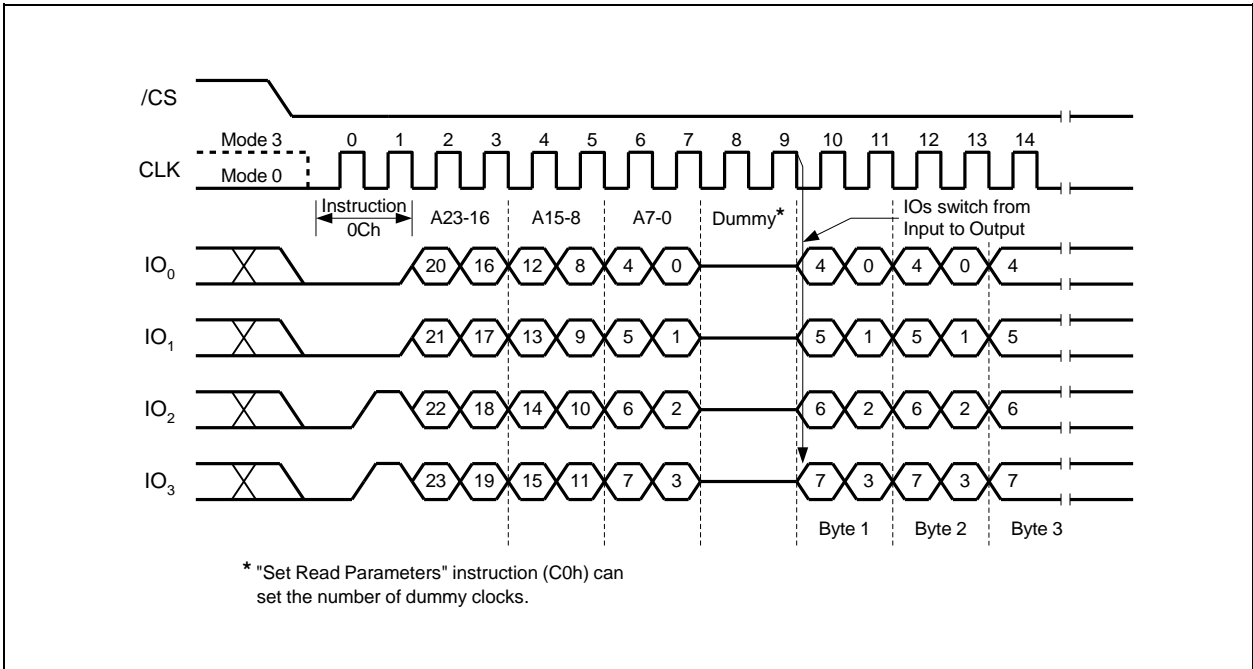 /CS
Mode 3 0 1 2 3 4 5 6 7 8 9 10 11 12 13 14
CLK
Mode 0
Instruction
0Ch
A23-16 A15-8 A7-0 Dummy*
IOs switch from
Input to Output
IO0 20 16 12 8 4 0 4 0 4 0 4
IO1 21 17 13 9 5 1 5 1 5 1 5
IO2 22 18 14 10 6 2 6 2 6 2 6
IO3 23 19 15 11 7 3 7 3 7 3 7
Byte 1 Byte 2 Byte 3
* "Set Read Parameters" instruction (C0h) can
set the number of dummy clocks.